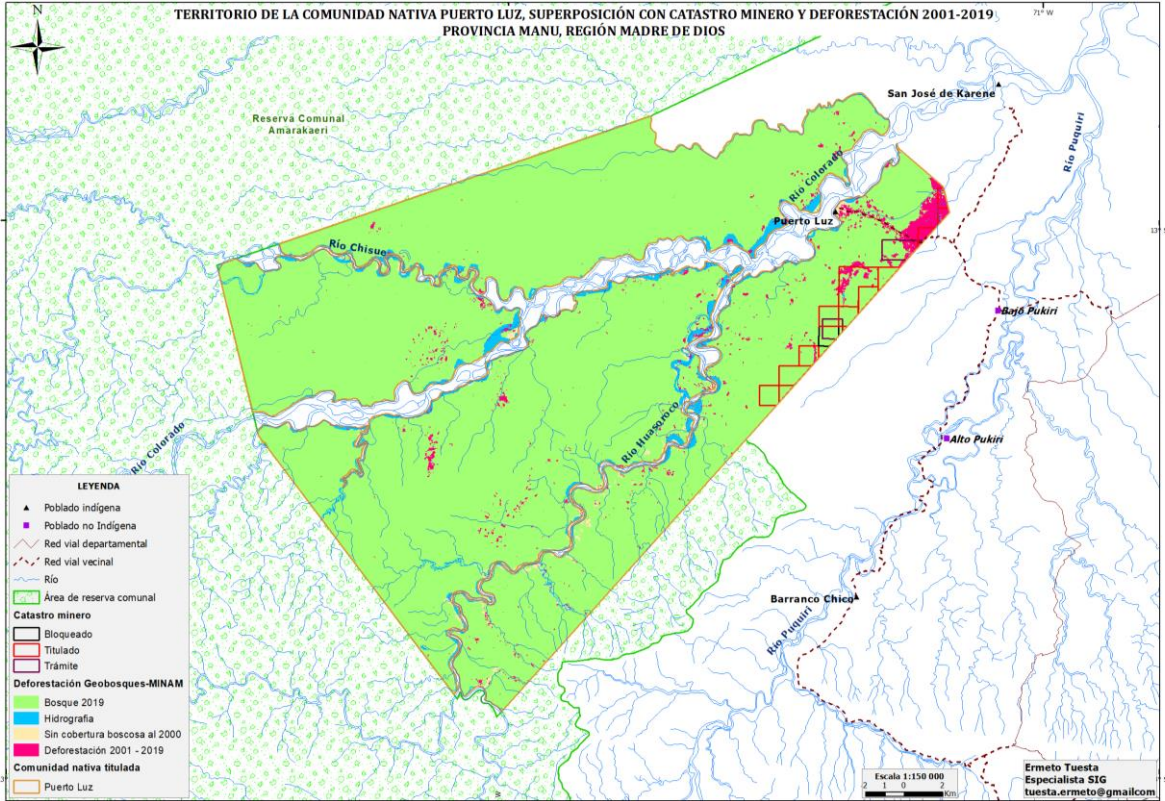 TERRITORIO DE LA COMUNIDAD NATIVA PUERTO LUZ, SUPERPOSICIÓN CON CATASTRO MINERO Y DEFORESTACIÓN 2001-2019
PROVINCIA MANU, REGIÓN MADRE DE DIOS
71° W
N
San José de Karene
Reserva Comunal
Amarakaeri
Río Puquiri
Río Colorado
Puerto Luz
Río Chisue
Bajo Pukiri
Río Huasoroco
Alto Pukiri
Río Colorado
Barranco Chico
Río Puquiri
LEYENDA
Poblado indígena
Poblado no Indígena
Red vial departamental
Red vial vecinal
Río
Área de reserva comunal
Catastro minero
Bloqueado
Titulado
Trámite
Deforestación Geobosques-MINAM
Bosque 2019
Hidrografia
Sin cobertura boscosa al 2000
Deforestación 2001 - 2019
Comunidad nativa titulada
Puerto Luz
Escala 1:150 000
2 1 0 2
Km
Ermeto Tuesta
Especialista SIG
tuesta.ermeto@gmailcom